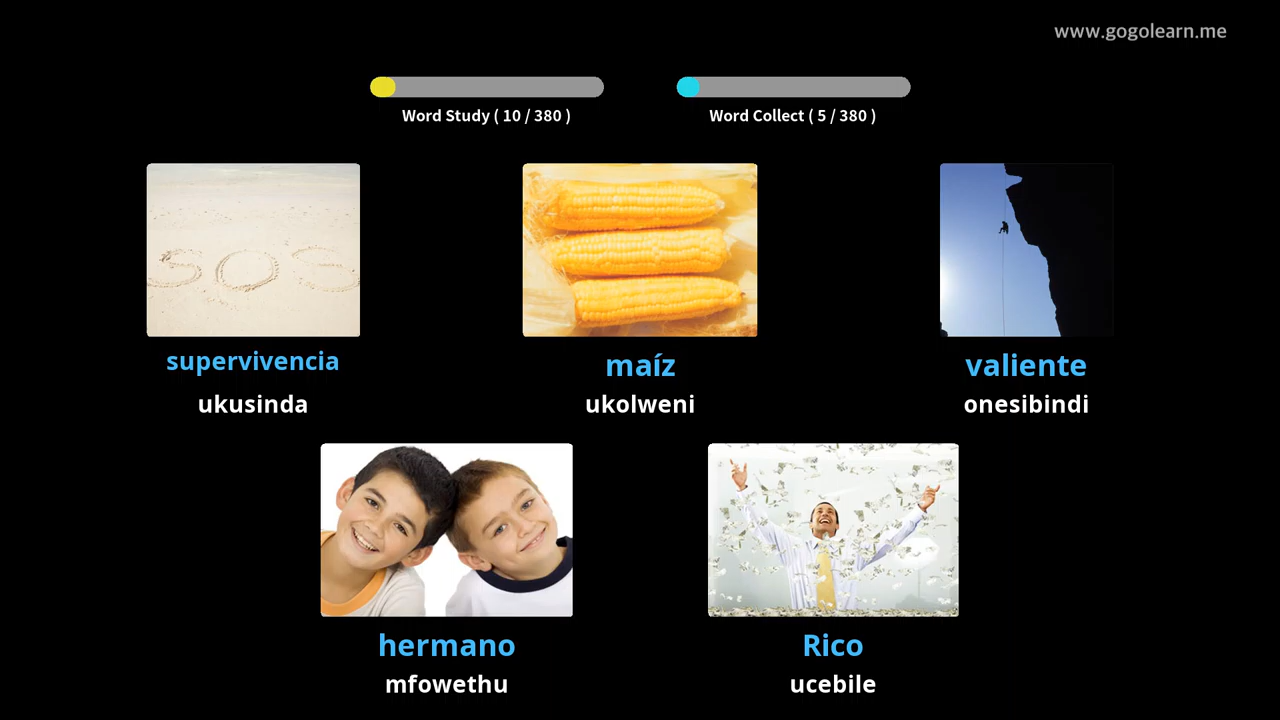 www.gogolearn.me
Word Study ( 10 / 380 )
Word Collect ( 5 / 380 )
SOS
supervivencia
maíz
valiente
ukusinda
ukolweni
onesibindi
hermano
Rico
mfowethu
ucebile